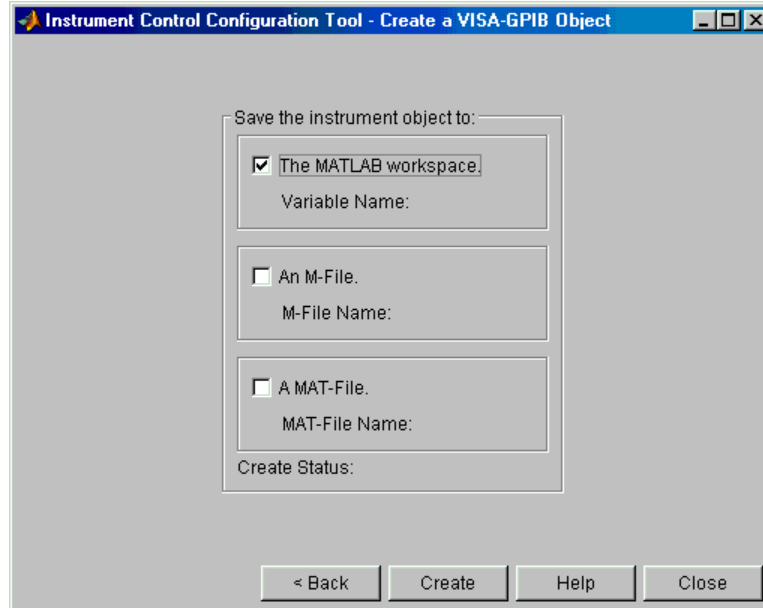 Instrument Control Configuration Tool - Create a VISA-GPIB Object
Save the instrument object to:
The MATLAB workspace.
Variable Name:
An M-File.
M-File Name:
A MAT-File.
MAT-File Name:
Create Status:
< Back Create Help Close